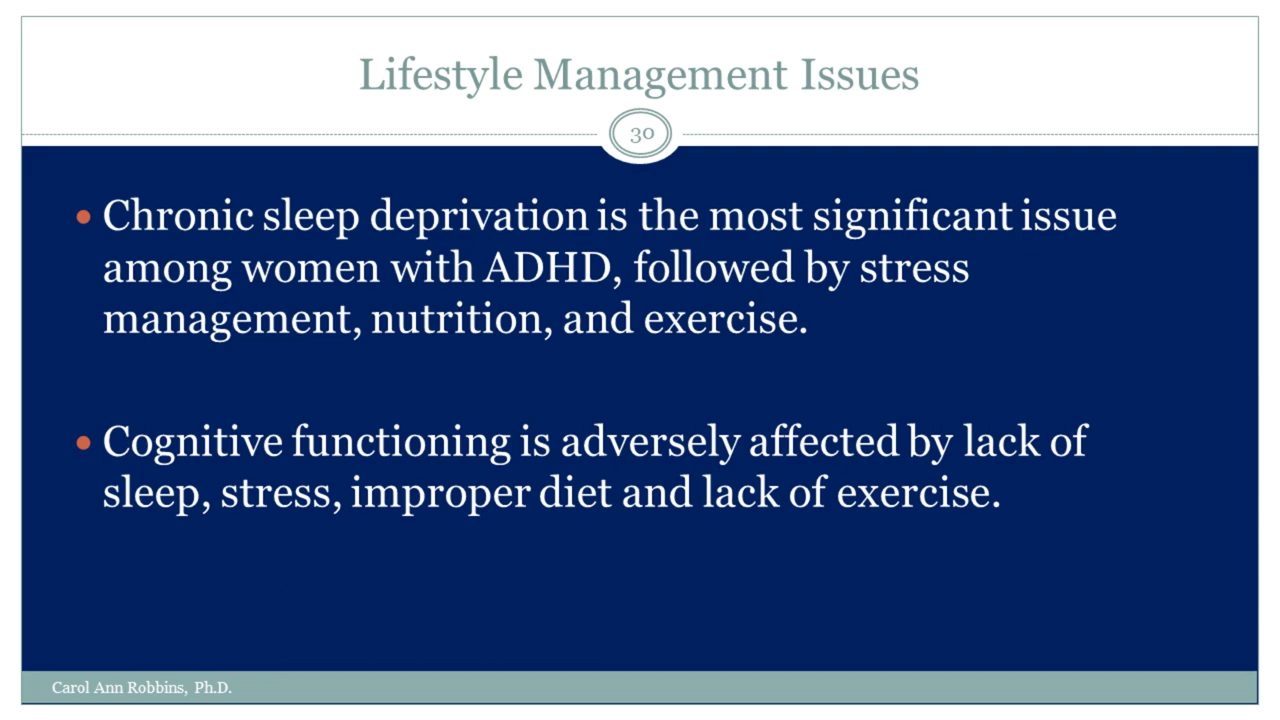 Lifestyle Management Issues
30
• Chronic sleep deprivation is the most significant issue
among women with ADHD, followed by stress
management, nutrition, and exercise.
• Cognitive functioning is adversely affected by lack of
sleep, stress, improper diet and lack of exercise.
Carol Ann Robbins, Ph.D.